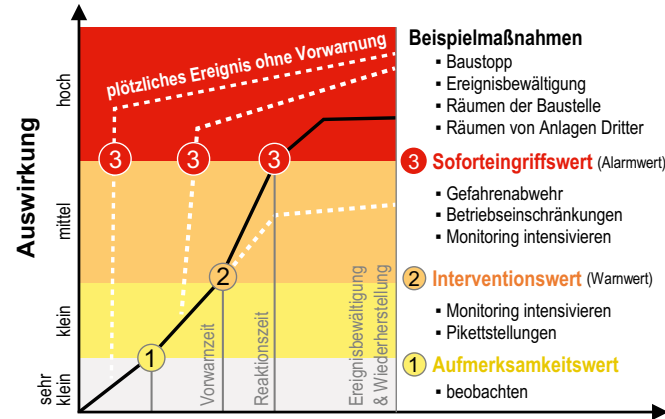 Auswirkung
hoch
mittel
klein
sehr
klein
plötzliches Ereignis ohne Vorwarnung
3
3
3
2
1
Vorwarnzeit
Reaktionszeit
Ereignisbewältigung
& Wiederherstellung
Beispielmaßnahmen
▪ Baustopp
▪ Ereignisbewältigung
▪ Räumen der Baustelle
▪ Räumen von Anlagen Dritter
3 Soforteingriffswert (Alarmwert)
▪ Gefahrenabwehr
▪ Betriebseinschränkungen
▪ Monitoring intensivieren
2 Interventionswert (Warnwert)
▪ Monitoring intensivieren
▪ Pikettstellungen
1 Aufmerksamkeitswert
▪ beobachten